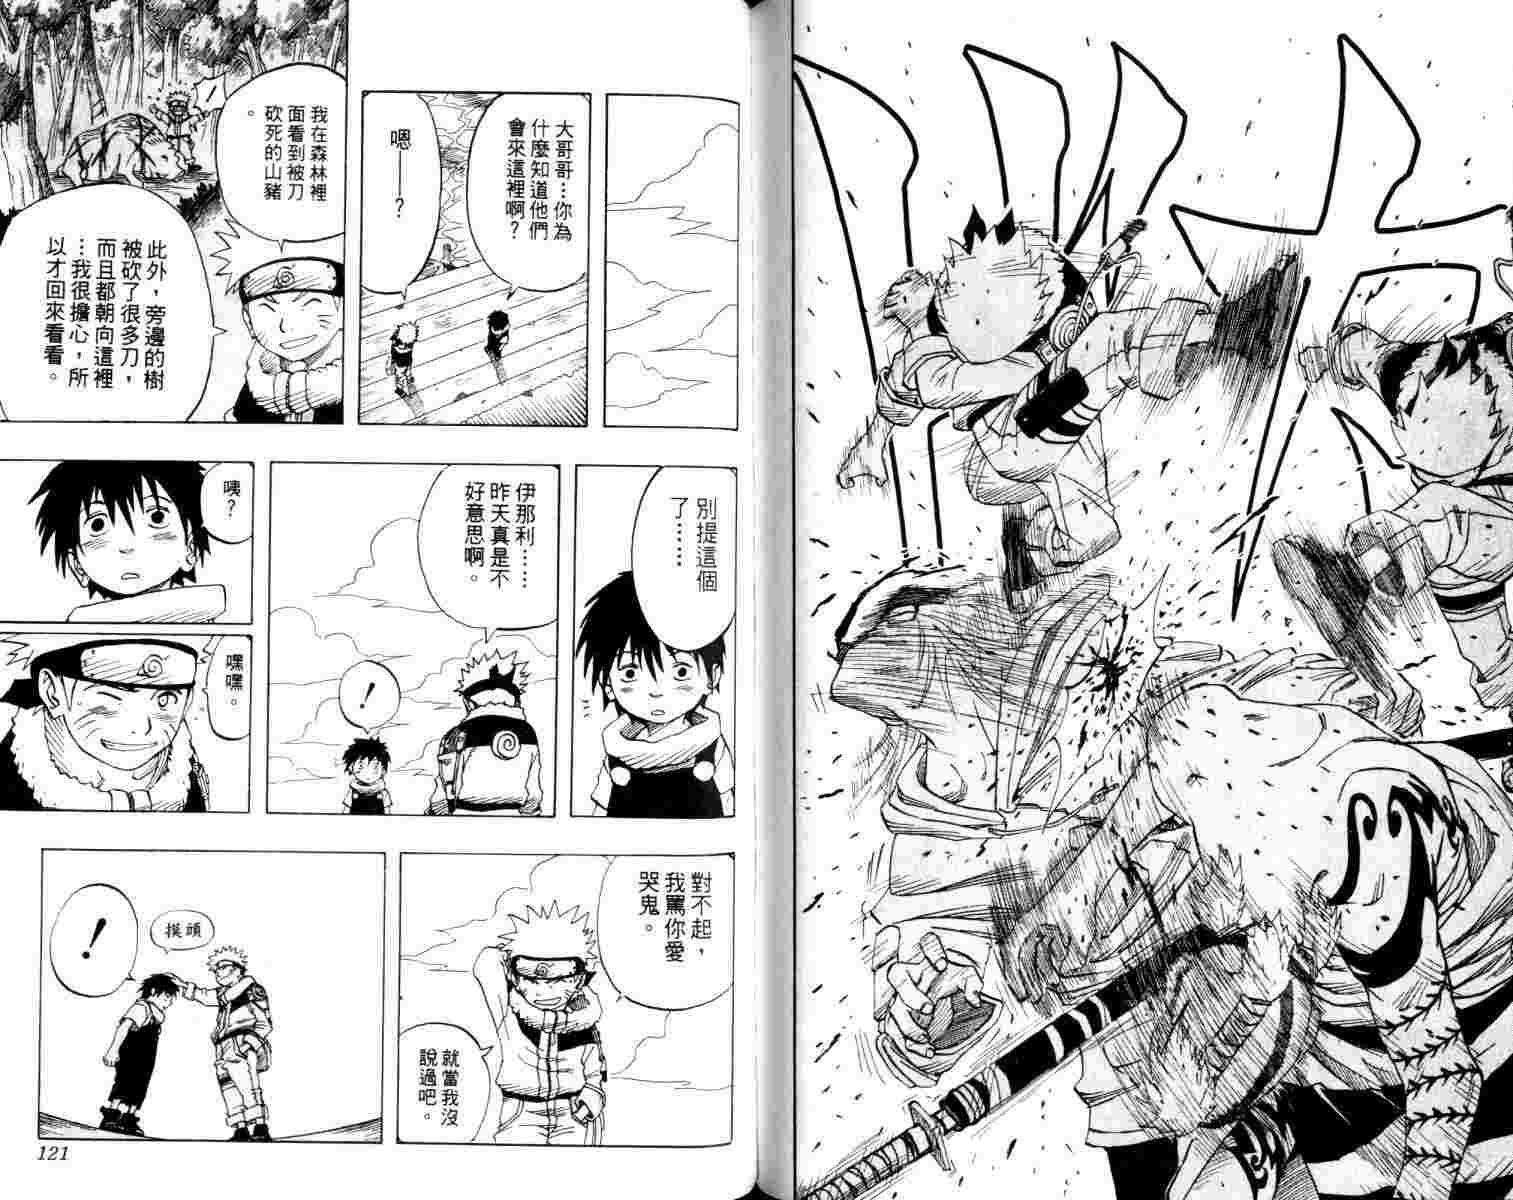 大哥哥…你為
什麼知道他們
會來這裡啊?
嗯——?
我在森林裡
面看到被刀
砍死的山豬
。
此外,旁邊的樹
被砍了很多刀,
而且都朝向這裡
…我很擔心,所
以才回來看看。
別提這個
了……
伊那利……
昨天真是不
好意思啊。
!
咦?
嘿嘿。
對不起,
我罵你愛
哭鬼。
就當我沒
說過吧。
摸頭
!
121